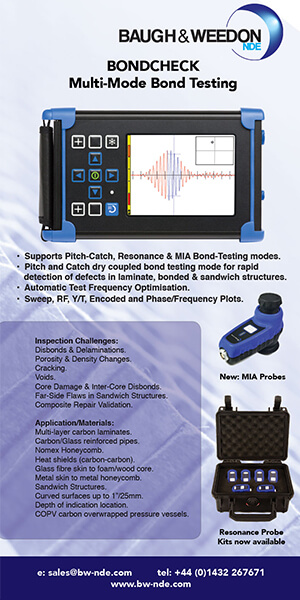 BAUGH&WEEDON
NDE
BONDCHECK
Multi-Mode Bond Testing
• Supports Pitch-Catch, Resonance & MIA Bond-Testing modes.
• Pitch and Catch dry coupled bond testing mode for rapid
detection of defects in laminate, bonded & sandwich structures.
• Automatic Test Frequency Optimisation.
• Sweep, RF, Y/T, Encoded and Phase/Frequency Plots.
Inspection Challenges:
Disbonds & Delaminations.
Porosity & Density Changes.
Cracking.
Voids.
Core Damage & Inter-Core Disbonds.
Far-Side Flaws in Sandwich Structures.
Composite Repair Validation.
Application/Materials:
Multi-layer carbon laminates.
Carbon/Glass reinforced pipes.
Nomex Honeycomb.
Heat shields (carbon-carbon).
Glass fibre skin to foam/wood core.
Metal skin to metal honeycomb.
Sandwich Structures.
Curved surfaces up to 1"/25mm.
Depth of indication location.
COPV carbon overwrapped pressure vessels.
New: MIA Probes
Resonance Probe
Kits now available
e: sales@bw-nde.com tel: +44 (0)1432 267671
www.bw-nde.com